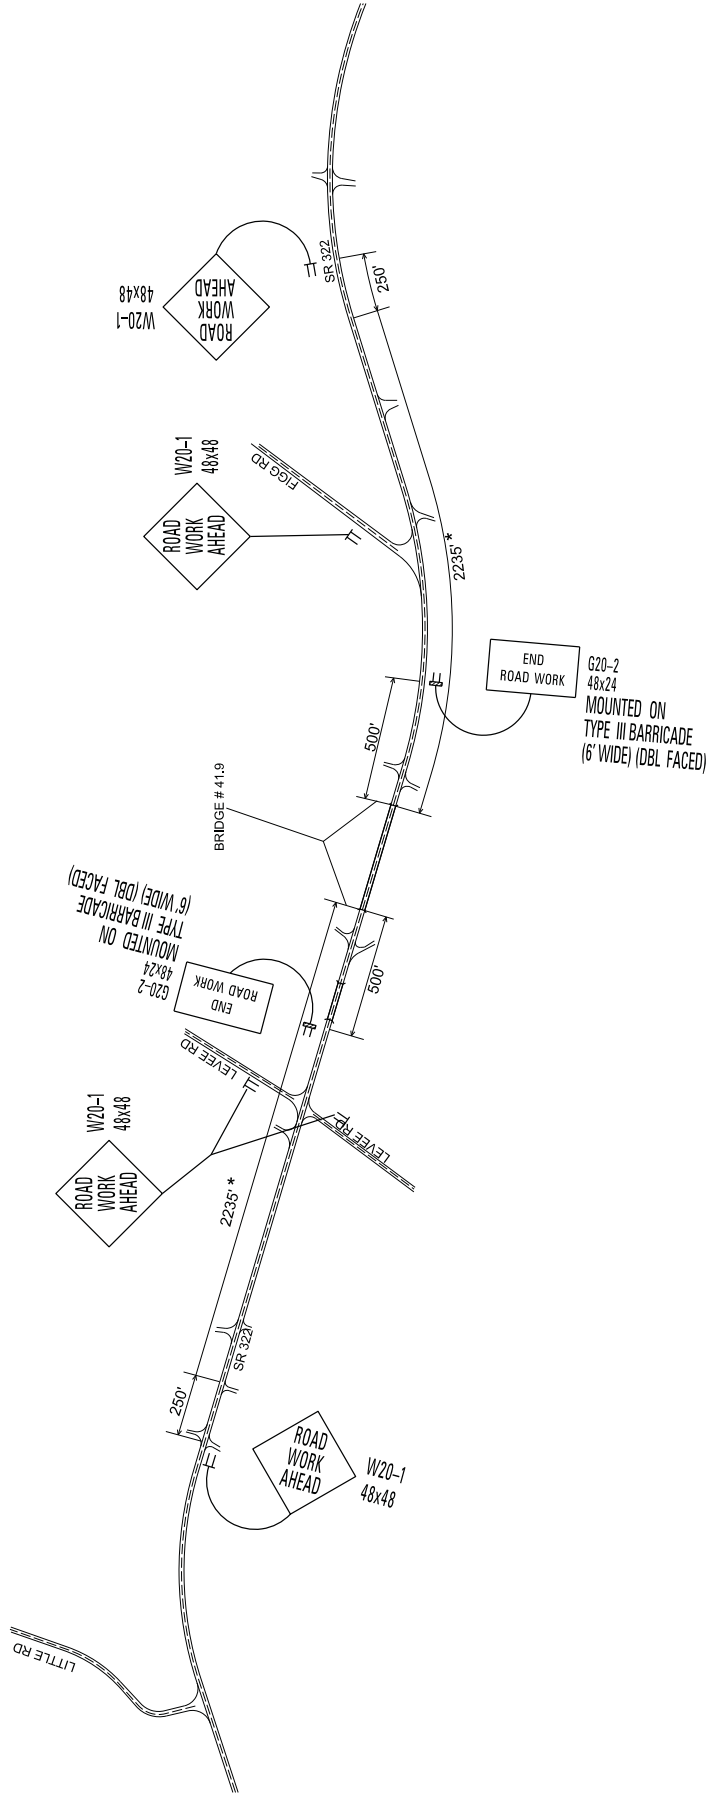 SR 322
250'
W20-1
48x48
ROAD
WORK
AHEAD
W20-1
48x48
FIGG RD
ROAD
WORK
AHEAD
2235' *
END
ROAD WORK
G20-2
48x24
MOUNTED ON
TYPE III BARRICADE
(6' WIDE) (DBL FACED)
500'
BRIDGE # 41.9
G20-2
48x24
MOUNTED ON
TYPE III BARRICADE
(6' WIDE) (DBL FACED)
END
ROAD WORK
500'
LEVEE RD
W20-1
48x48
ROAD
WORK
AHEAD
LEVEE RD
2235' *
SR 322
250'
ROAD
WORK
AHEAD
W20-1
48x48
LITTLE RD